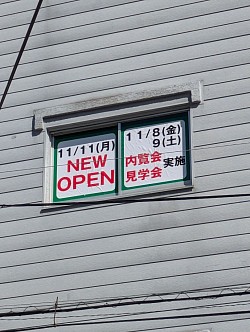 11/11(月)
NEW
OPEN
11/8(金)
9(土)
内覧会
見学会
実施